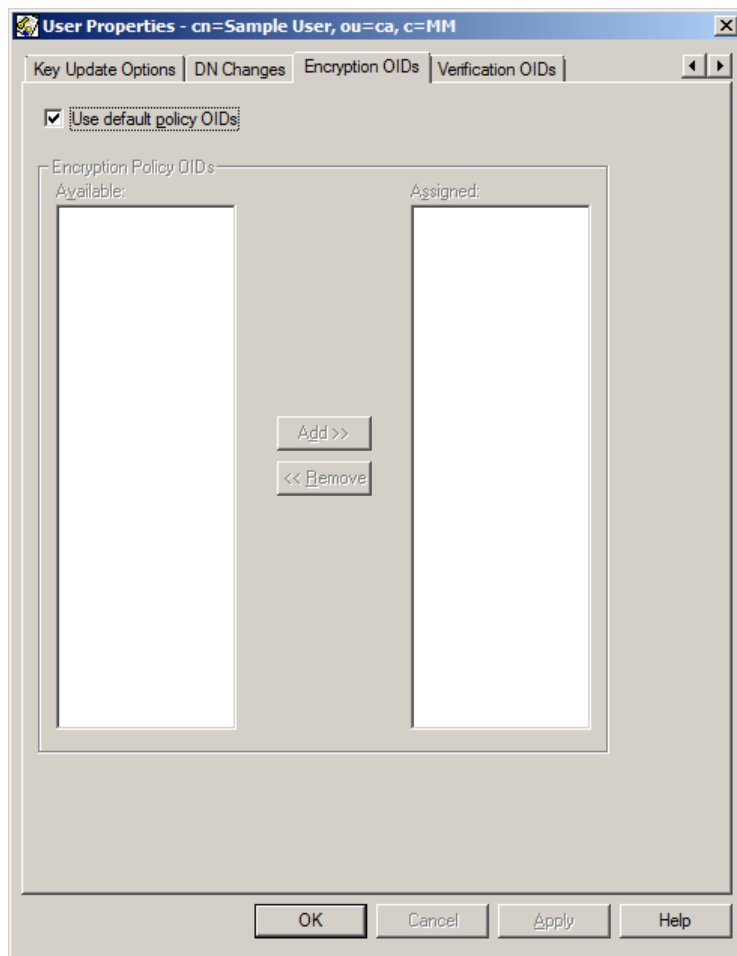 User Properties - cn=Sample User, ou=ca, c=MM
Key Update Options DN Changes Encryption OIDs Verification OIDs
Use default policy OIDs
Encryption Policy OIDs
Available: Assigned:
Add >>
<< Remove
OK Cancel Apply Help